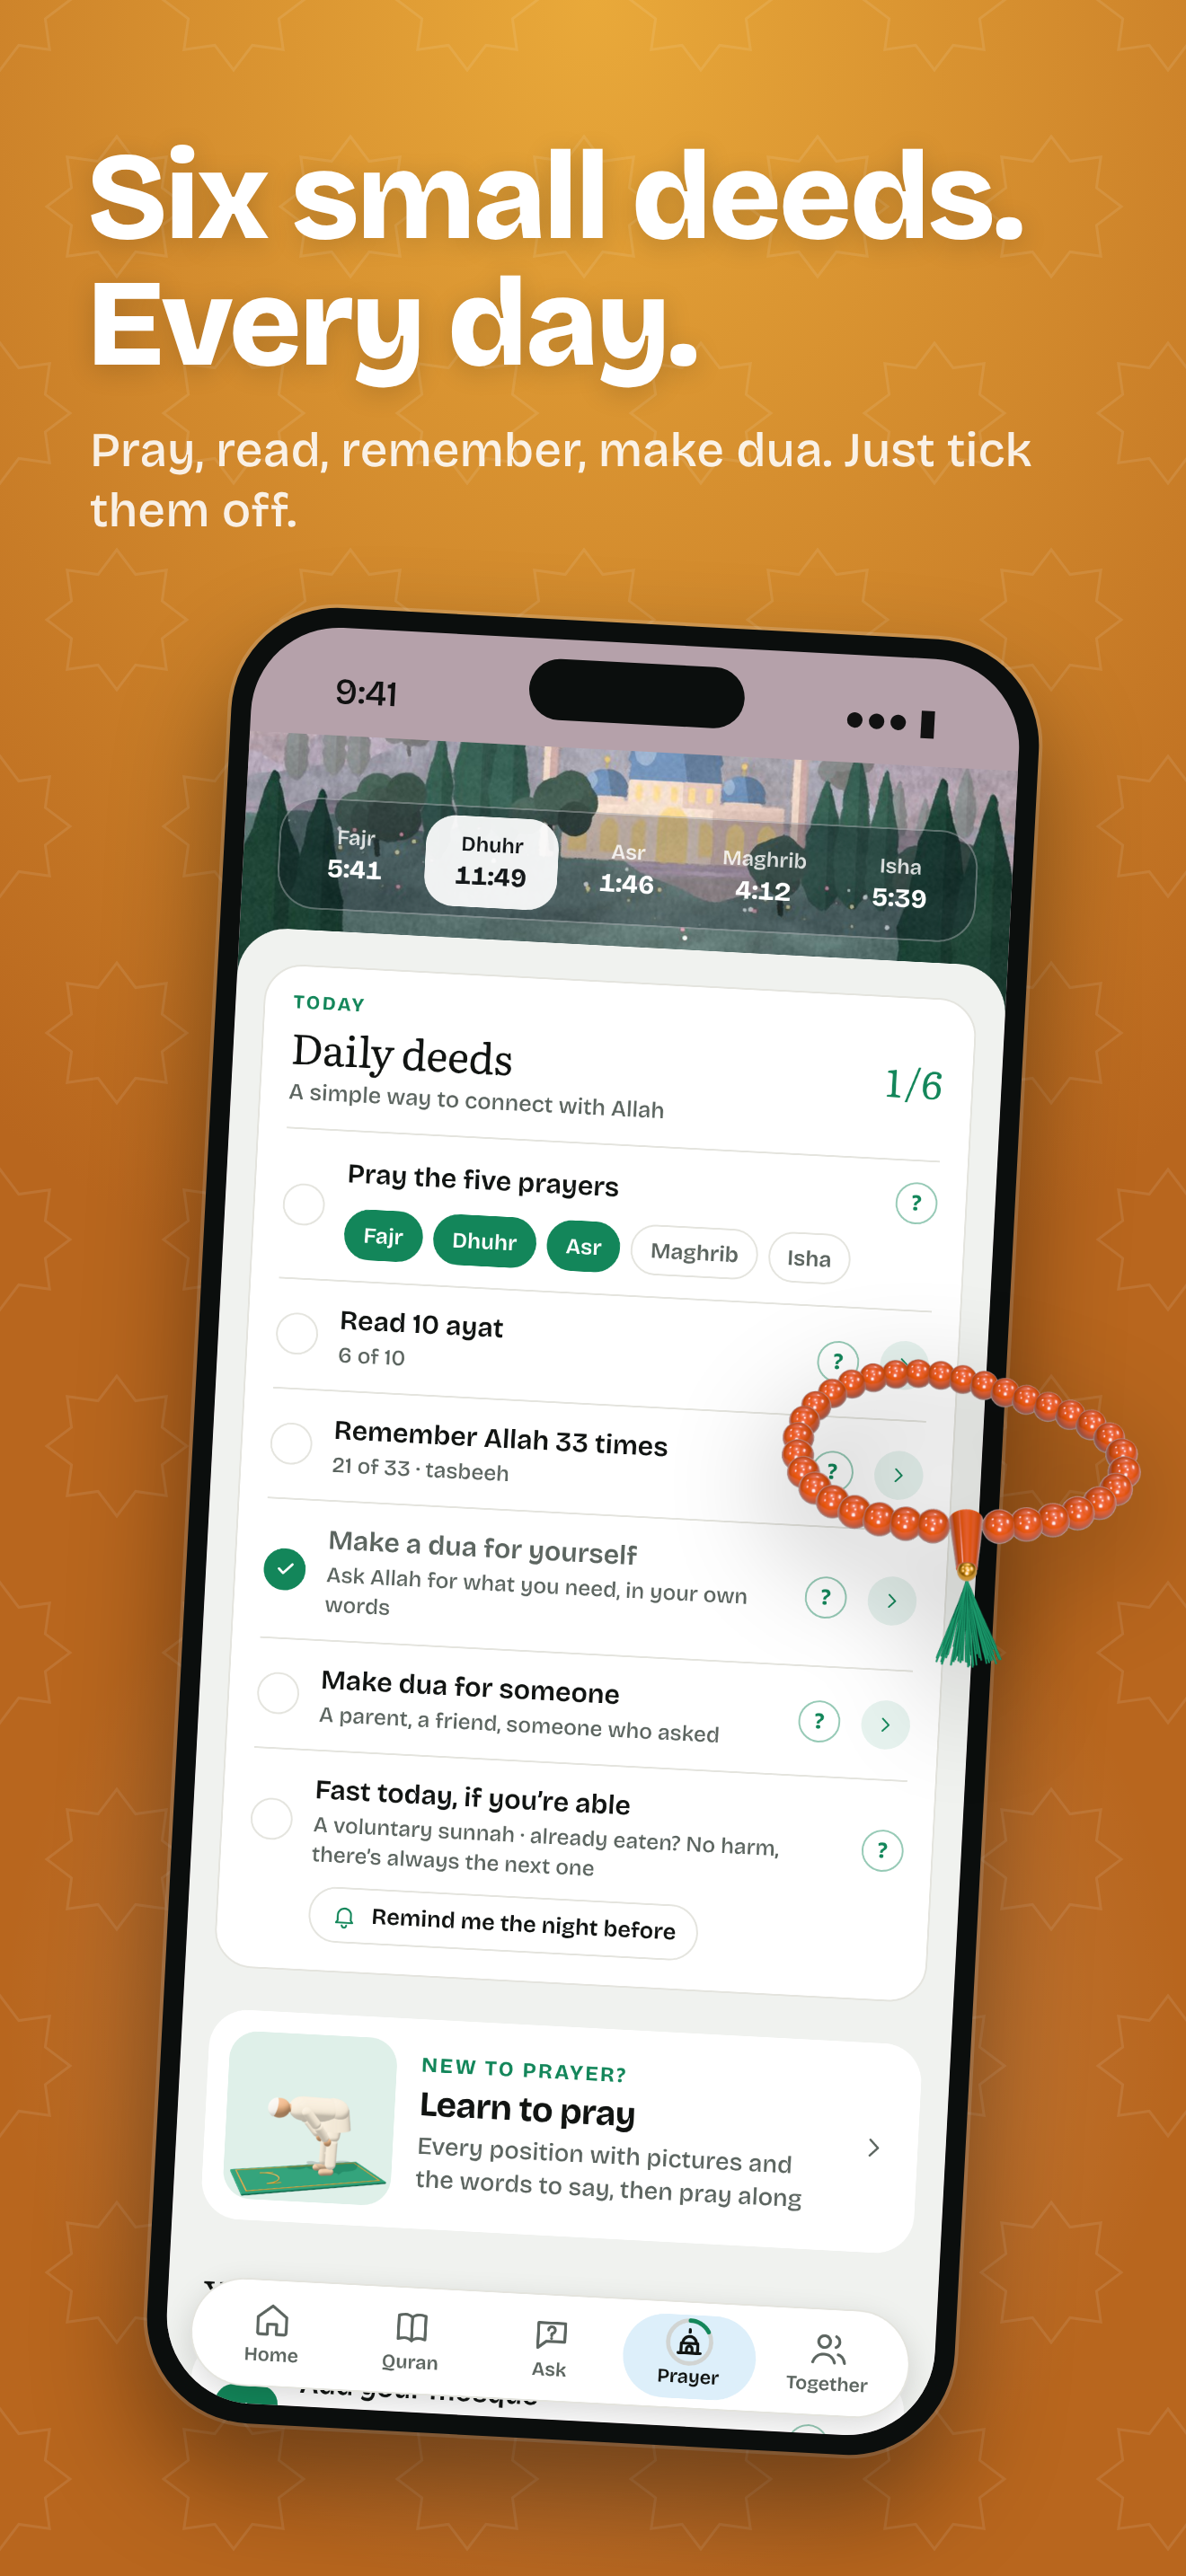 Six small deeds.
Every day.
Pray, read, remember, make dua. Just tick
them off.
9:41
Fajr
5:41
Dhuhr
11:49
Asr
1:46
Maghrib
4:12
Isha
5:39
TODAY
Daily deeds
1/6
A simple way to connect with Allah
Pray the five prayers
?
Fajr
Dhuhr
Asr
Maghrib
Isha
Read 10 ayat
6 of 10
?
Remember Allah 33 times
21 of 33 · tasbeeh
?
Make a dua for yourself
Ask Allah for what you need, in your own
words
?
Make dua for someone
A parent, a friend, someone who asked
?
Fast today, if you’re able
A voluntary sunnah · already eaten? No harm,
there’s always the next one
?
Remind me the night before
NEW TO PRAYER?
Learn to pray
Every position with pictures and
the words to say, then pray along
Home
Quran
Ask
Prayer
Together
Add your mosque